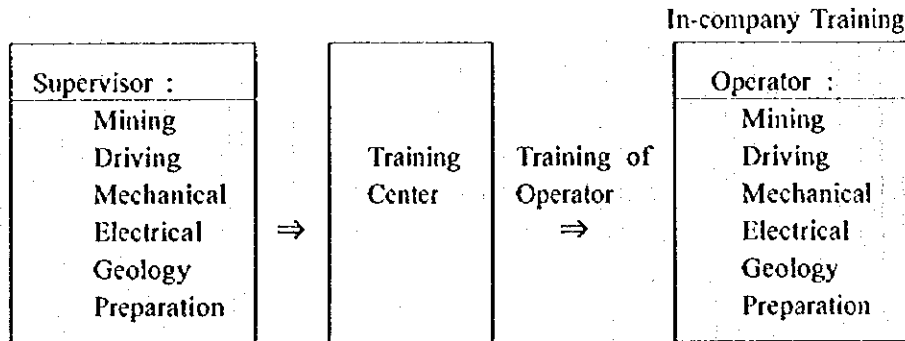 In-company Training
Supervisor :
Mining
Driving
Mechanical
Electrical
Geology
Preparation
⇒
Training
Center
Training of
Operator
⇒
Operator :
Mining
Driving
Mechanical
Electrical
Geology
Preparation